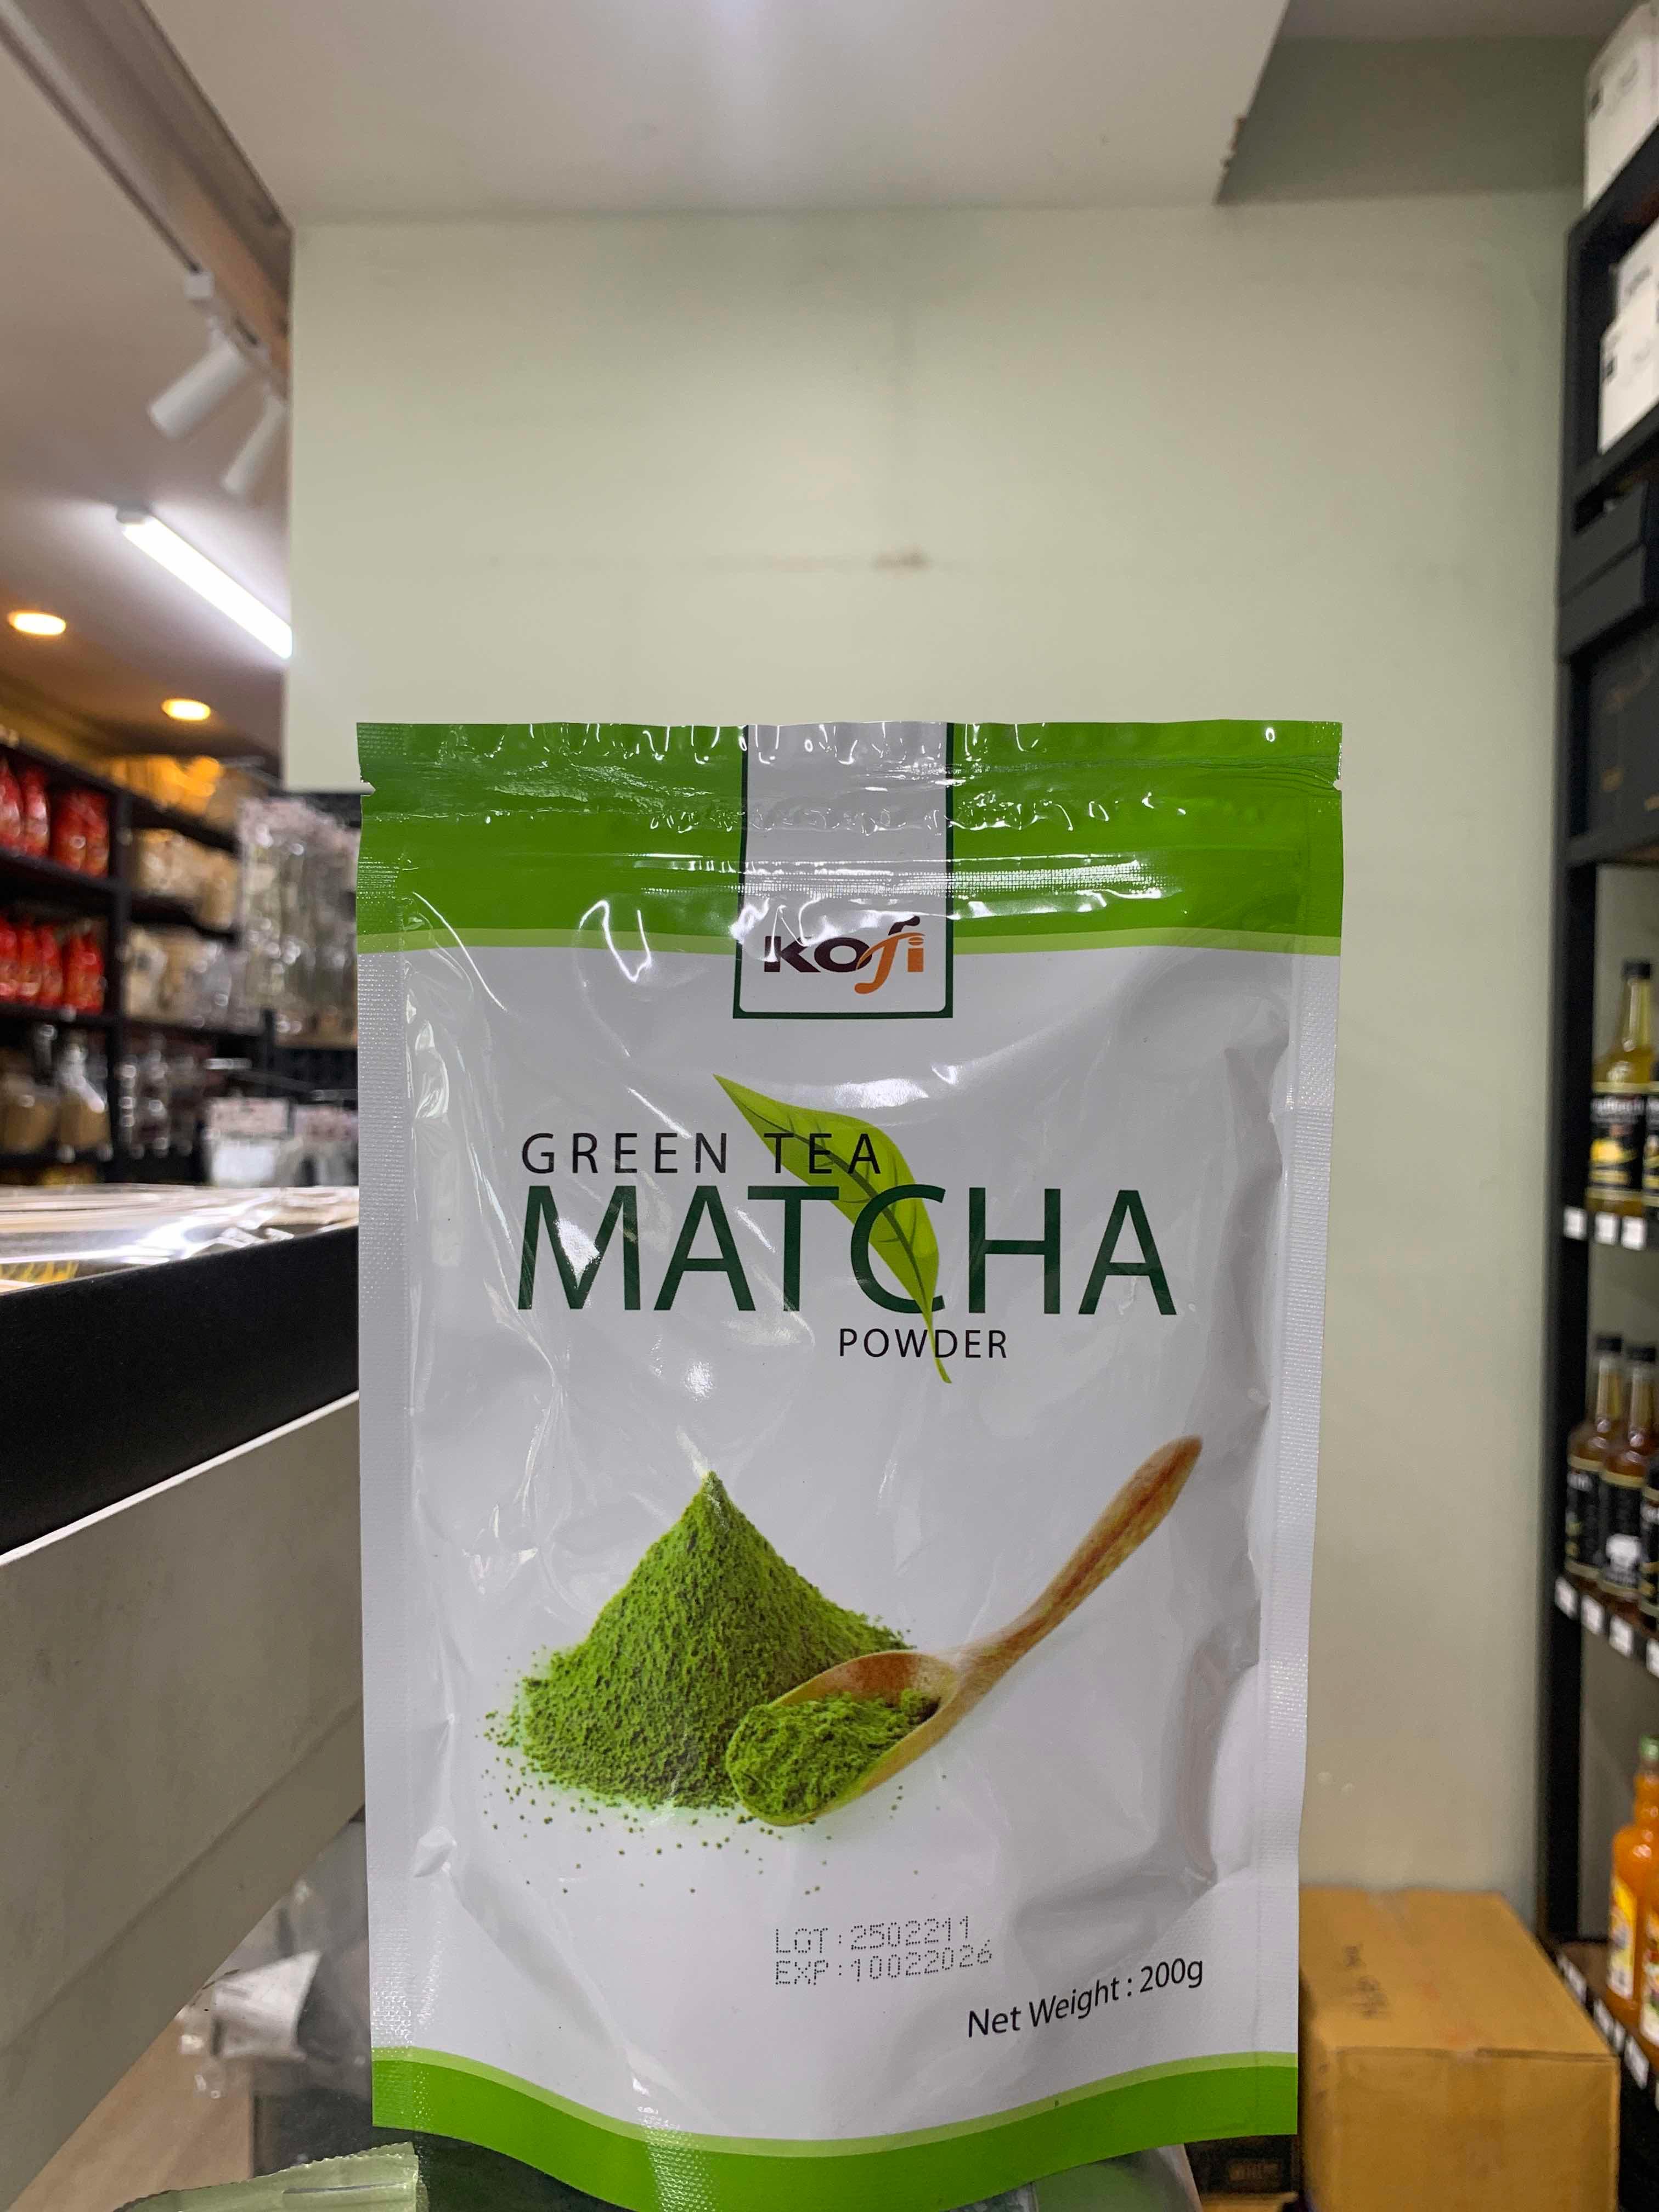 Kofi
GREEN TEA
MATCHA
POWDER
LOT : 2502211
EXP : 10022026
Net Weight : 200g